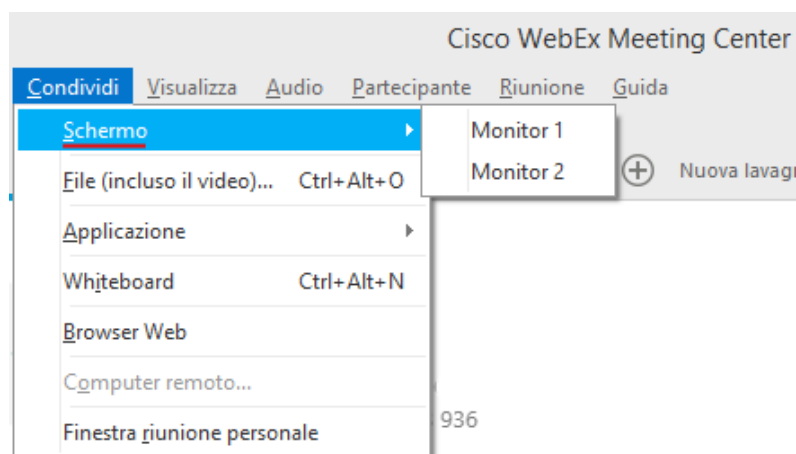 Cisco WebEx Meeting Center
Condividi Visualizza Audio Partecipante Riunione Guida
Schermo
Monitor 1
Monitor 2
File (incluso il video)... Ctrl+Alt+O
Nuova
Applicazione
Whiteboard Ctrl+Alt+N
Browser Web
Computer remoto...
936
Finestra riunione personale